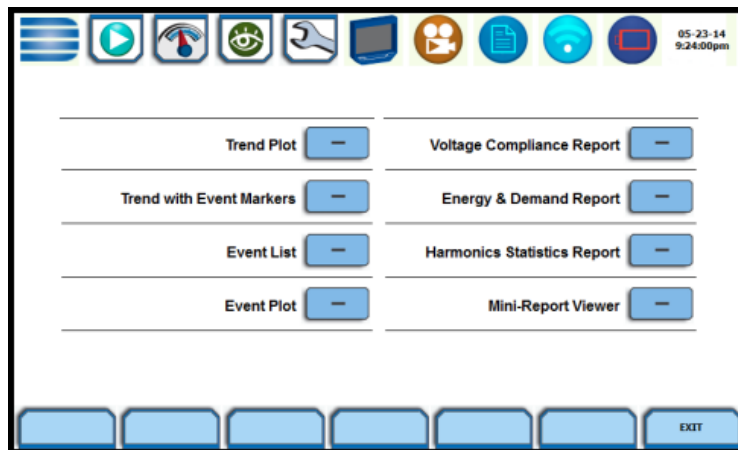 05-23-14
9:24:00pm
Trend Plot
Voltage Compliance Report
Trend with Event Markers
Energy & Demand Report
Event List
Harmonics Statistics Report
Event Plot
Mini-Report Viewer
EXIT